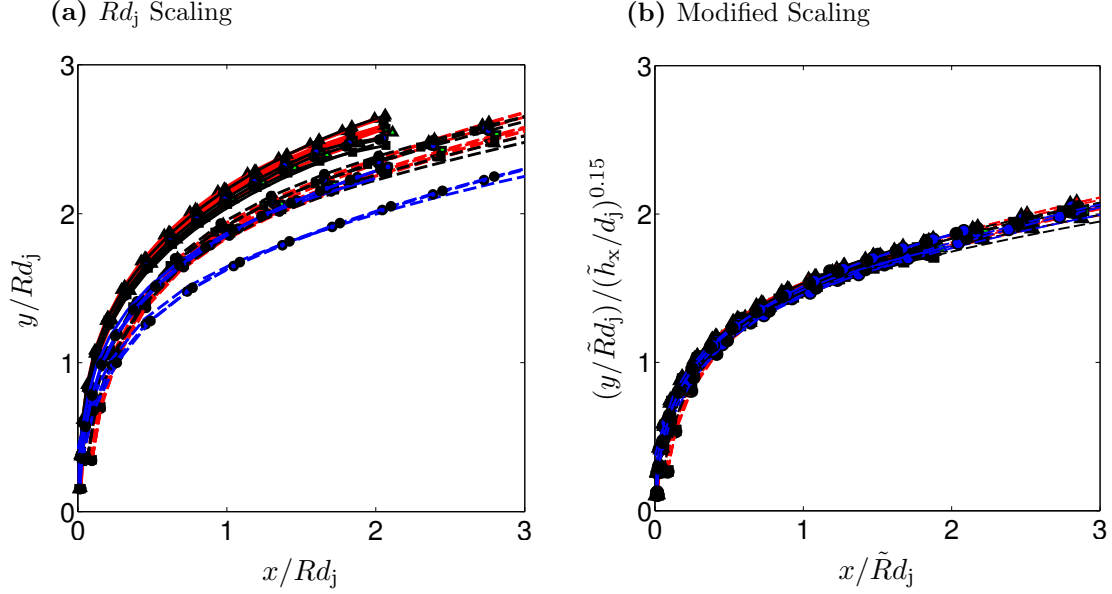 (a) Rdⱼ Scaling
3
2
1
0
0 1 2 3
y/Rdⱼ
x/Rdⱼ
(b) Modified Scaling
3
2
1
0
0 1 2 3
(y/R̃dⱼ)/(h̃ₓ/dⱼ)^0.15
x/R̃dⱼ